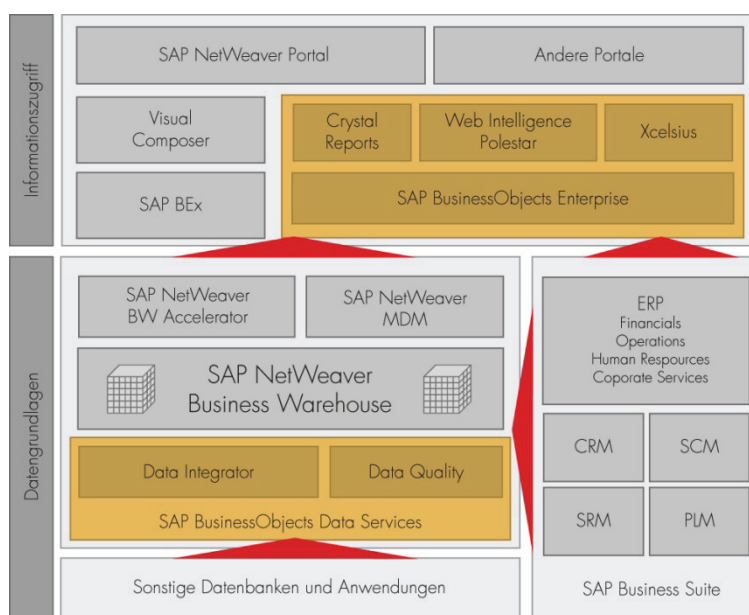 Informationszugriff
SAP NetWeaver Portal
Andere Portale
Visual
Composer
SAP BEx
Crystal
Reports
Web Intelligence
Polestar
Xcelsius
SAP BusinessObjects Enterprise
Datengrundlagen
SAP NetWeaver
BW Accelerator
SAP NetWeaver
MDM
SAP NetWeaver
Business Warehouse
Data Integrator
Data Quality
SAP BusinessObjects Data Services
Sonstige Datenbanken und Anwendungen
ERP
Financials
Operations
Human Respources
Coporate Services
CRM
SCM
SRM
PLM
SAP Business Suite